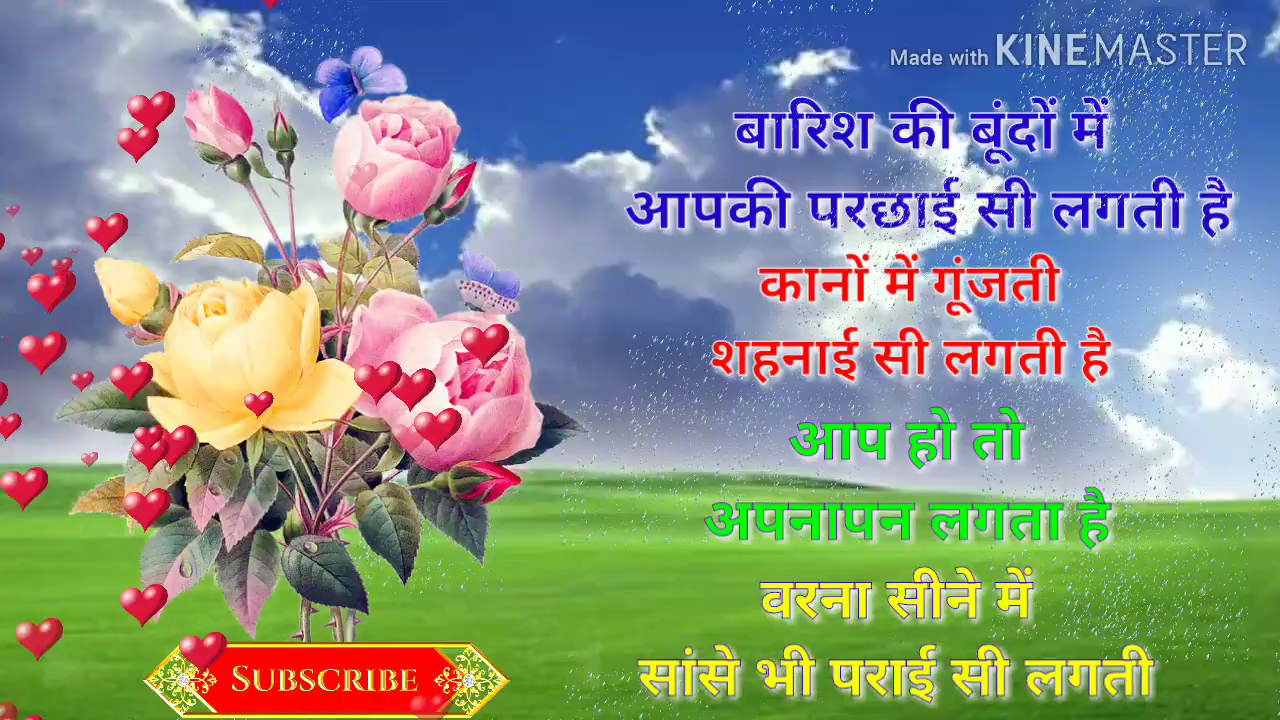 Made with KINEMASTER
बारिश की बूंदों में
आपकी परछाई सी लगती है
कानों में गूंजती
शहनाई सी लगती है
आप हो तो
अपनापन लगता है
वरना सीने में
सांसे भी पराई सी लगती
SUBSCRIBE